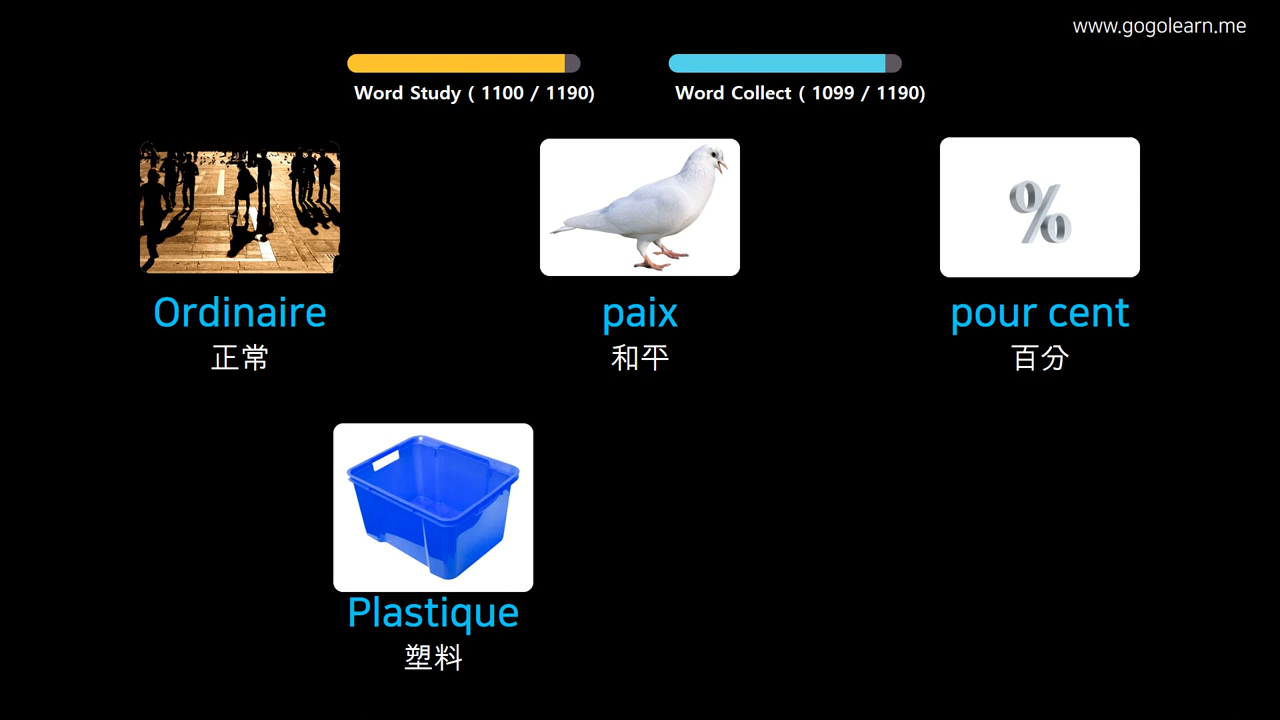 www.gogolearn.me
Word Study ( 1100 / 1190)
Word Collect ( 1099 / 1190)
Ordinaire
正常
paix
和平
%
pour cent
百分
Plastique
塑料